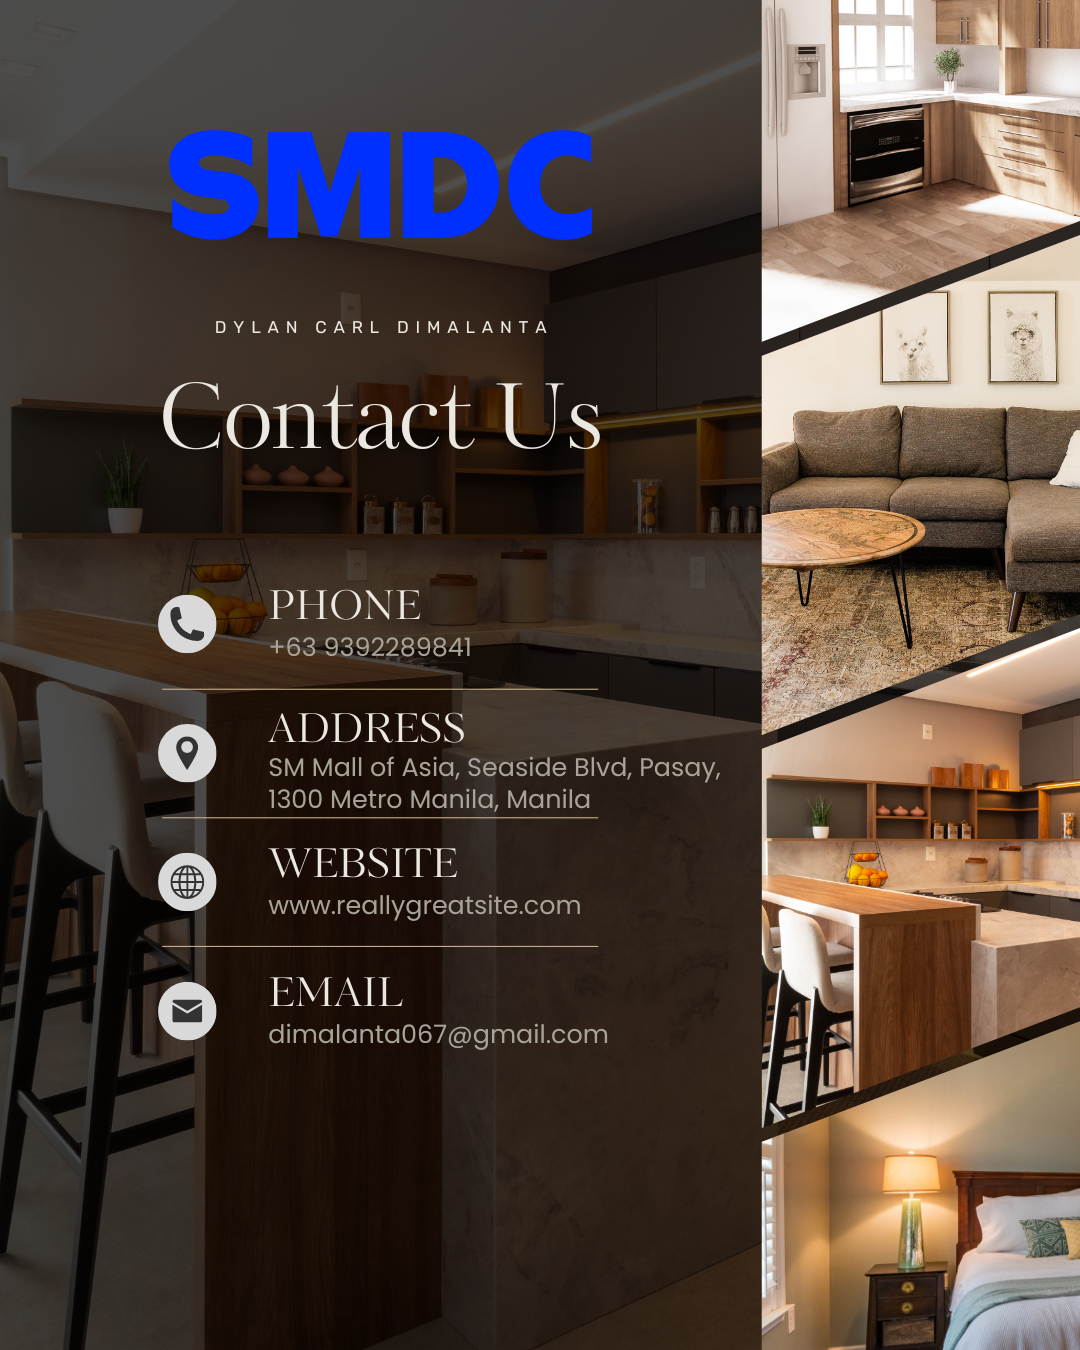 SMDC
DYLAN CARL DIMALANTA
Contact Us
PHONE
+63 9392289841
ADDRESS
SM Mall of Asia, Seaside Blvd, Pasay,
1300 Metro Manila, Manila
WEBSITE
www.reallygreatsite.com
EMAIL
dimalanta067@gmail.com